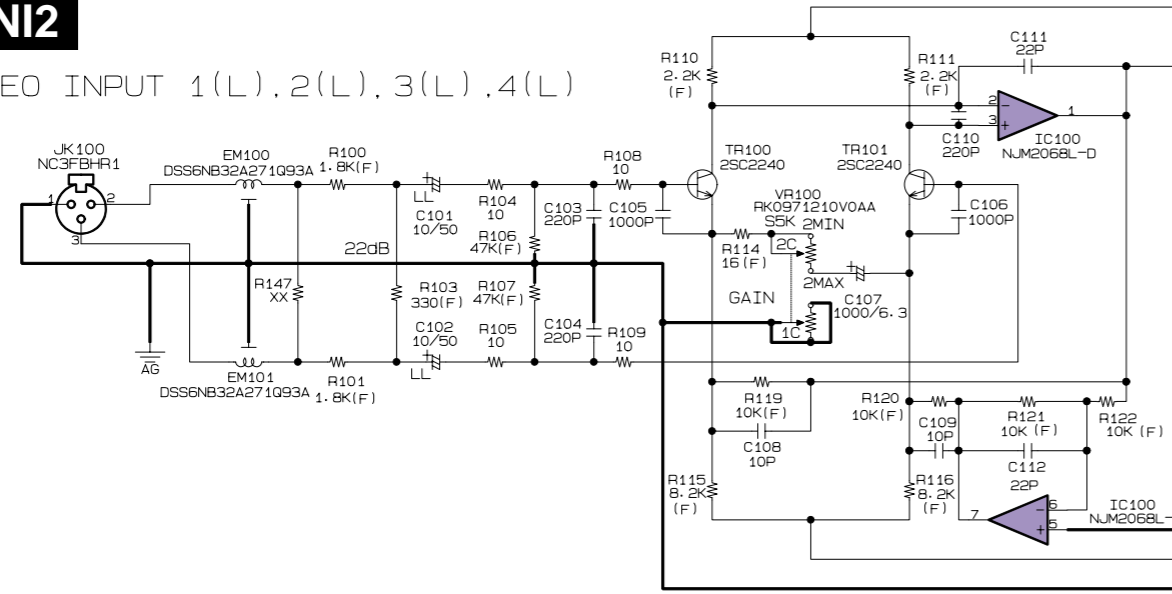 NI2
EO INPUT 1(L),2(L),3(L),4(L)
JK100
NC3FBHR1
1
2
3
EM100
DSS6NB32A271Q93A
R100
1.8K(F)
LL
C101
10/50
R104
10
R106
47K(F)
C103
220P
R108
10
C105
1000P
R110
2.2K
(F)
TR100
2SC2240
R111
2.2K
(F)
TR101
2SC2240
C111
22P
2
3
1
C110
220P
IC100
NJM2068L-D
C106
1000P
VR100
RK0971210V0AA
S5K
2MIN
2C
R114
16(F)
2MAX
GAIN
C107
1000/6.3
1C
22dB
R147
XX
R103
330(F)
R107
47K(F)
C102
10/50
LL
R105
10
C104
220P
R109
10
AG
EM101
DSS6NB32A271Q93A
R101
1.8K(F)
R119
10K(F)
C108
10P
R120
10K(F)
C109
10P
R121
10K(F)
R122
10K(F)
C112
22P
R115
8.2K
(F)
R116
8.2K
(F)
7
6
5
IC100
NJM2068L-